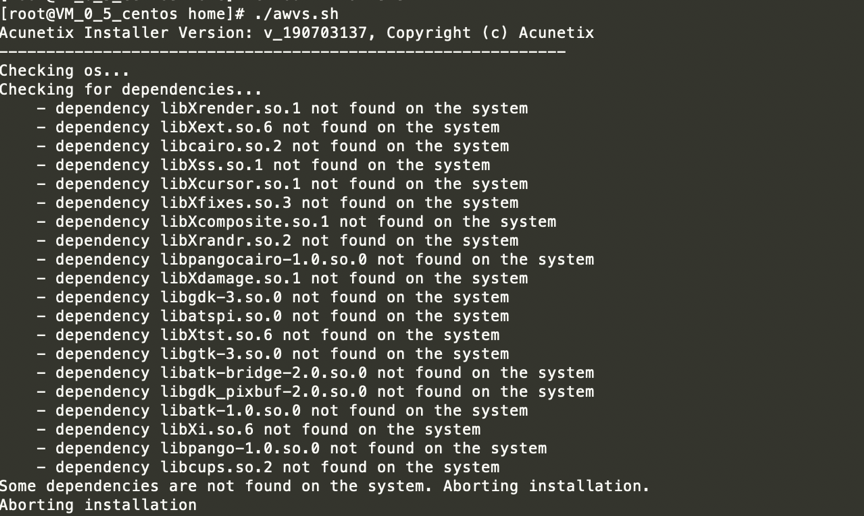 [root@VM_0_5_centos home]# ./awvs.sh
Acunetix Installer Version: v_190703137, Copyright (c) Acunetix
------------------------------------------------------------
Checking os...
Checking for dependencies...
    - dependency libXrender.so.1 not found on the system
    - dependency libXext.so.6 not found on the system
    - dependency libcairo.so.2 not found on the system
    - dependency libXss.so.1 not found on the system
    - dependency libXcursor.so.1 not found on the system
    - dependency libXfixes.so.3 not found on the system
    - dependency libXcomposite.so.1 not found on the system
    - dependency libXrandr.so.2 not found on the system
    - dependency libpangocairo-1.0.so.0 not found on the system
    - dependency libXdamage.so.1 not found on the system
    - dependency libgdk-3.so.0 not found on the system
    - dependency libatspi.so.0 not found on the system
    - dependency libXtst.so.6 not found on the system
    - dependency libgtk-3.so.0 not found on the system
    - dependency libatk-bridge-2.0.so.0 not found on the system
    - dependency libgdk_pixbuf-2.0.so.0 not found on the system
    - dependency libatk-1.0.so.0 not found on the system
    - dependency libXi.so.6 not found on the system
    - dependency libpango-1.0.so.0 not found on the system
    - dependency libcups.so.2 not found on the system
Some dependencies are not found on the system. Aborting installation.
Aborting installation